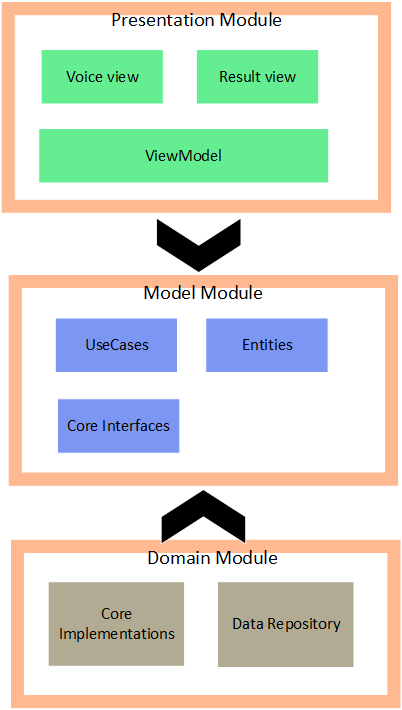 Presentation Module
Voice view
Result view
ViewModel
Model Module
UseCases
Entities
Core Interfaces
Domain Module
Core
Implementations
Data Repository